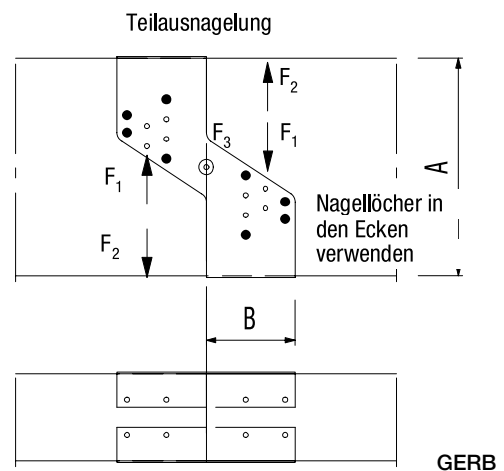 Teilausnagelung
F2
F3
F1
A
F1
Nagellöcher in
den Ecken
verwenden
F2
B
GERB